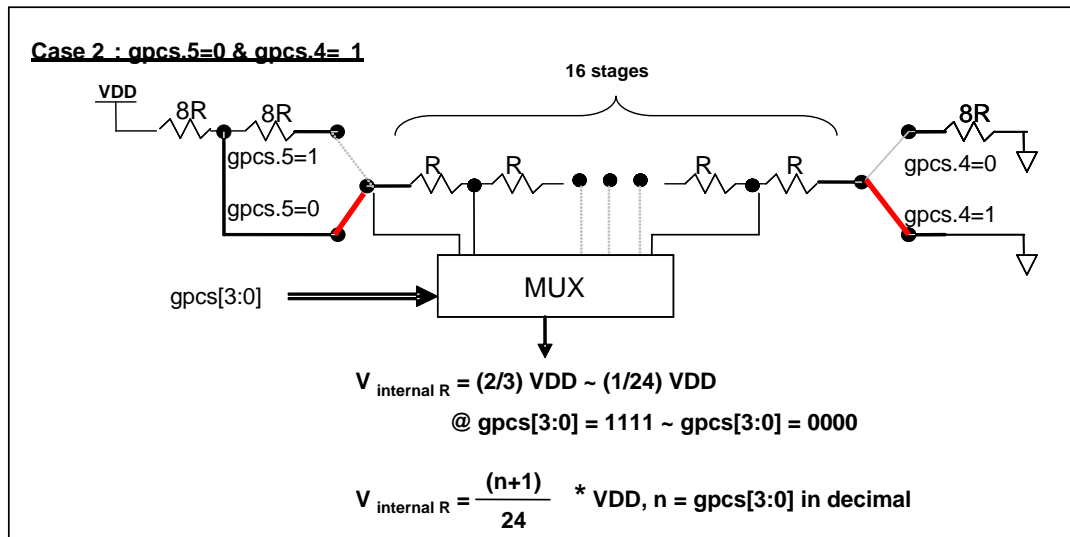 Case 2 : gpcs.5=0 & gpcs.4= 1
16 stages
VDD
8R
8R
8R
gpcs.5=1
gpcs.4=0
R
R
R
R
gpcs.5=0
gpcs.4=1
MUX
gpcs[3:0]
V internal R = (2/3) VDD ~ (1/24) VDD
@ gpcs[3:0] = 1111 ~ gpcs[3:0] = 0000
V internal R = (n+1) / 24 * VDD, n = gpcs[3:0] in decimal